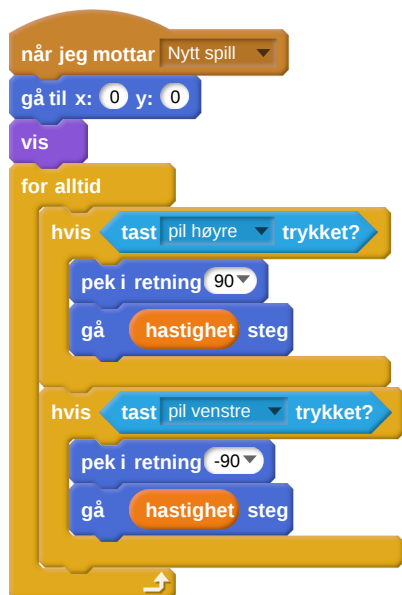 når jeg mottar Nytt spill
gå til x: 0 y: 0
vis
for alltid
hvis tast pil høyre trykket?
pek i retning 90
gå hastighet steg
hvis tast pil venstre trykket?
pek i retning -90
gå hastighet steg